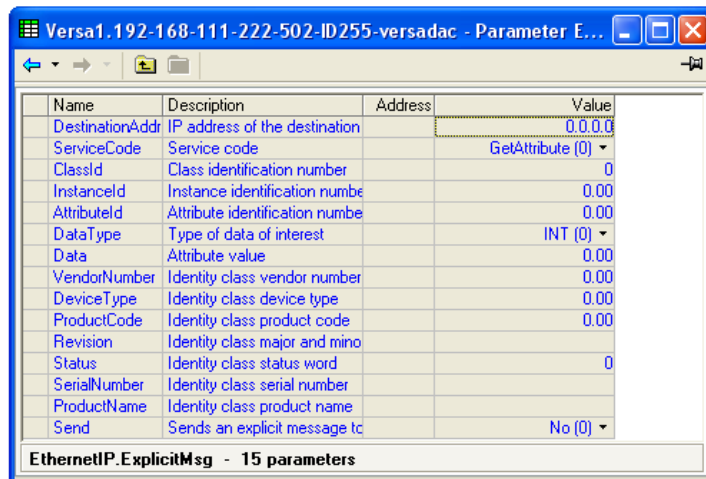 Versa1.192-168-111-222-502-ID255-versadac - Parameter E...
Name Description Address Value
DestinationAddr IP address of the destination 0.0.0.0
ServiceCode Service code GetAttribute (0)
ClassId Class identification number 0
InstanceId Instance identification numbe 0.00
AttributeId Attribute identification numbe 0.00
DataType Type of data of interest INT (0)
Data Attribute value 0.00
VendorNumber Identity class vendor number 0.00
DeviceType Identity class device type 0.00
ProductCode Identity class product code 0.00
Revision Identity class major and mino
Status Identity class status word 0
SerialNumber Identity class serial number
ProductName Identity class product name
Send Sends an explicit message to No (0)
EthernetIP.ExplicitMsg - 15 parameters